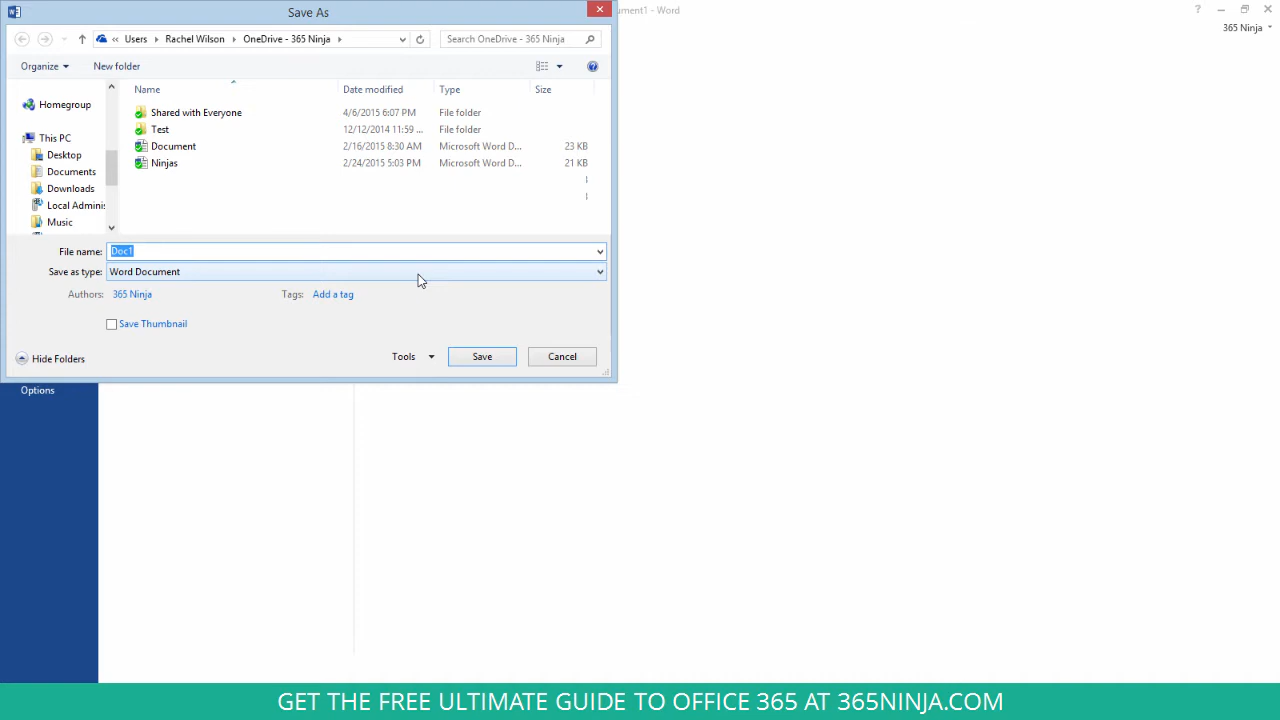 Save As
ument1 - Word
365 Ninja
Users Rachel Wilson OneDrive - 365 Ninja
Search OneDrive - 365 Ninja
Organize New folder
Homegroup
This PC
Desktop
Documents
Downloads
Local Adminis
Music
Name Date modified Type Size
Shared with Everyone 4/6/2015 6:07 PM File folder
Test 12/12/2014 11:59 ... File folder
Document 2/16/2015 8:30 AM Microsoft Word D... 23 KB
Ninjas 2/24/2015 5:03 PM Microsoft Word D... 21 KB
File name: Doc1
Save as type: Word Document
Authors: 365 Ninja Tags: Add a tag
Save Thumbnail
Hide Folders Tools Save Cancel
Options
GET THE FREE ULTIMATE GUIDE TO OFFICE 365 AT 365NINJA.COM